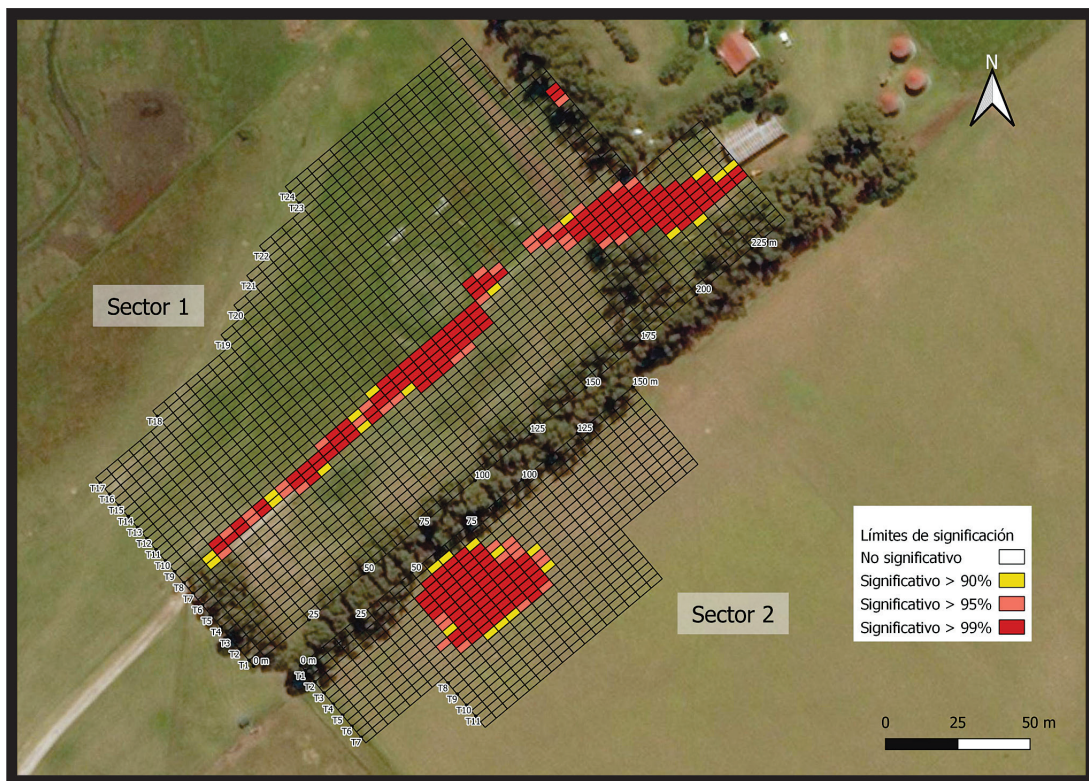 N
T24
T23
T22
T21
T20
T19
T18
T17
T16
T15
T14
T13
T12
T11
T10
T9
T8
T7
T6
T5
T4
T3
T2
T1
0 m
25
50
75
100
125
150
175
200
225 m
Sector 1
0 m
25
50
75
100
125
150 m
T1
T2
T3
T4
T5
T6
T7
T8
T9
T10
T11
Sector 2
Límites de significación
No significativo
Significativo > 90%
Significativo > 95%
Significativo > 99%
0 25 50 m